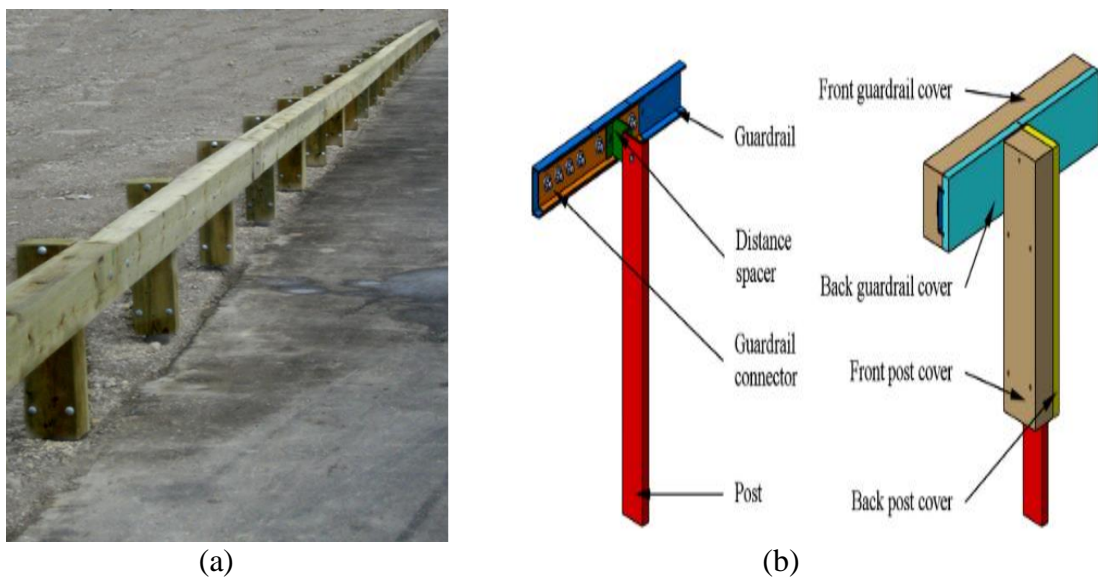 Guardrail
Distance
spacer
Guardrail
connector
Post
Front guardrail cover
Back guardrail cover
Front post cover
Back post cover
(a)
(b)